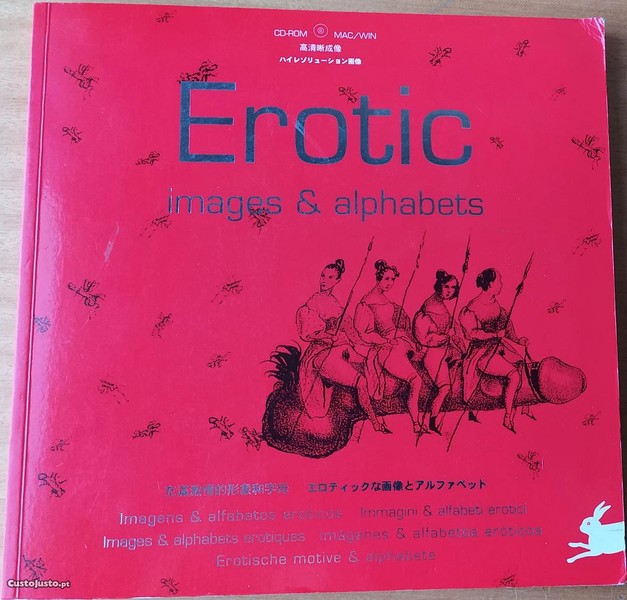 CD-ROM MAC/WIN
高清晰成像
ハイレゾリューション画像
Erotic
images & alphabets
エロティックな画像とアルファベット
Imagens & alfabetos eróticos Immagini & alfabeti erotici
Images & alphabets érotiques Imágenes & alfabetos eróticos
Erotische motive & alphabete
CustoJusto.pt